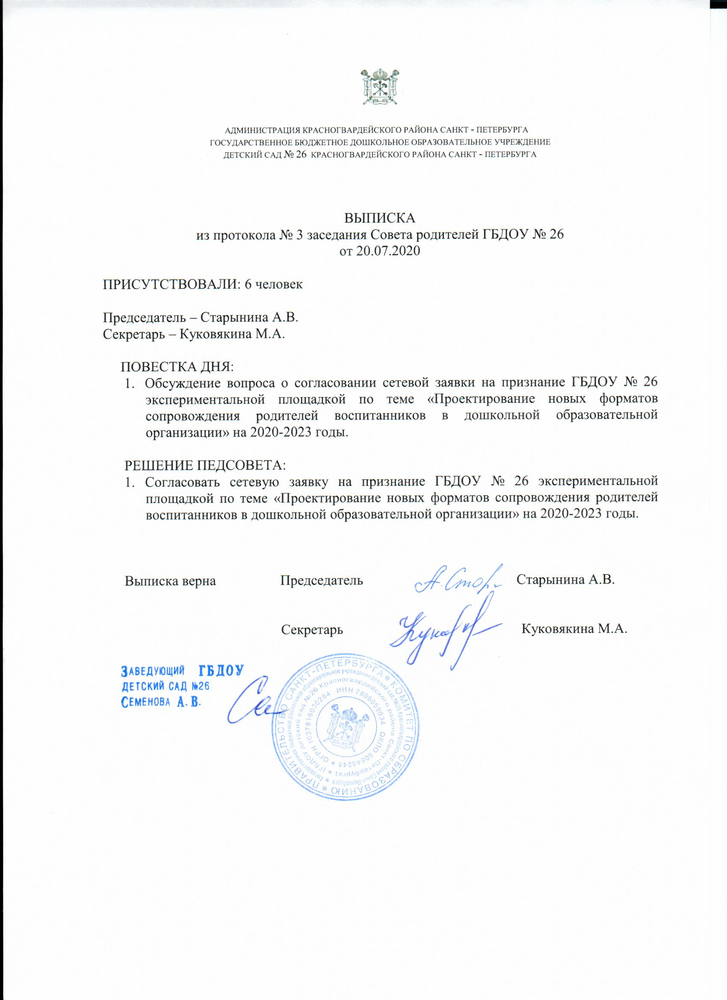 АДМИНИСТРАЦИЯ КРАСНОГВАРДЕЙСКОГО РАЙОНА САНКТ - ПЕТЕРБУРГА
ГОСУДАРСТВЕННОЕ БЮДЖЕТНОЕ ДОШКОЛЬНОЕ ОБРАЗОВАТЕЛЬНОЕ УЧРЕЖДЕНИЕ
ДЕТСКИЙ САД № 26 КРАСНОГВАРДЕЙСКОГО РАЙОНА САНКТ - ПЕТЕРБУРГА
ВЫПИСКА
из протокола № 3 заседания Совета родителей ГБДОУ № 26
от 20.07.2020
ПРИСУТСТВОВАЛИ: 6 человек
Председатель – Старынина А.В.
Секретарь – Куковякина М.А.
ПОВЕСТКА ДНЯ:
1. Обсуждение вопроса о согласовании сетевой заявки на признание ГБДОУ № 26
экспериментальной площадкой по теме «Проектирование новых форматов
сопровождения родителей воспитанников в дошкольной образовательной
организации» на 2020-2023 годы.
РЕШЕНИЕ ПЕДСОВЕТА:
1. Согласовать сетевую заявку на признание ГБДОУ № 26 экспериментальной
площадкой по теме «Проектирование новых форматов сопровождения родителей
воспитанников в дошкольной образовательной организации» на 2020-2023 годы.
Выписка верна Председатель Старынина А.В.
Секретарь Куковякина М.А.
ЗАВЕДУЮЩИЙ ГБДОУ
ДЕТСКИЙ САД №26
СЕМЕНОВА А.В.
ПРАВИТЕЛЬСТВО САНКТ-ПЕТЕРБУРГА * КОМИТЕТ ПО ОБРАЗОВАНИЮ *
Государственное бюджетное дошкольное образовательное учреждение детский сад №26 Красногвардейского района Санкт-Петербурга *
(ГБДОУ детский сад №26 Красногвардейского района Санкт-Петербурга) *
ОГРН 1037816030284 ИНН 7806059034 ОКПО 50846245 *